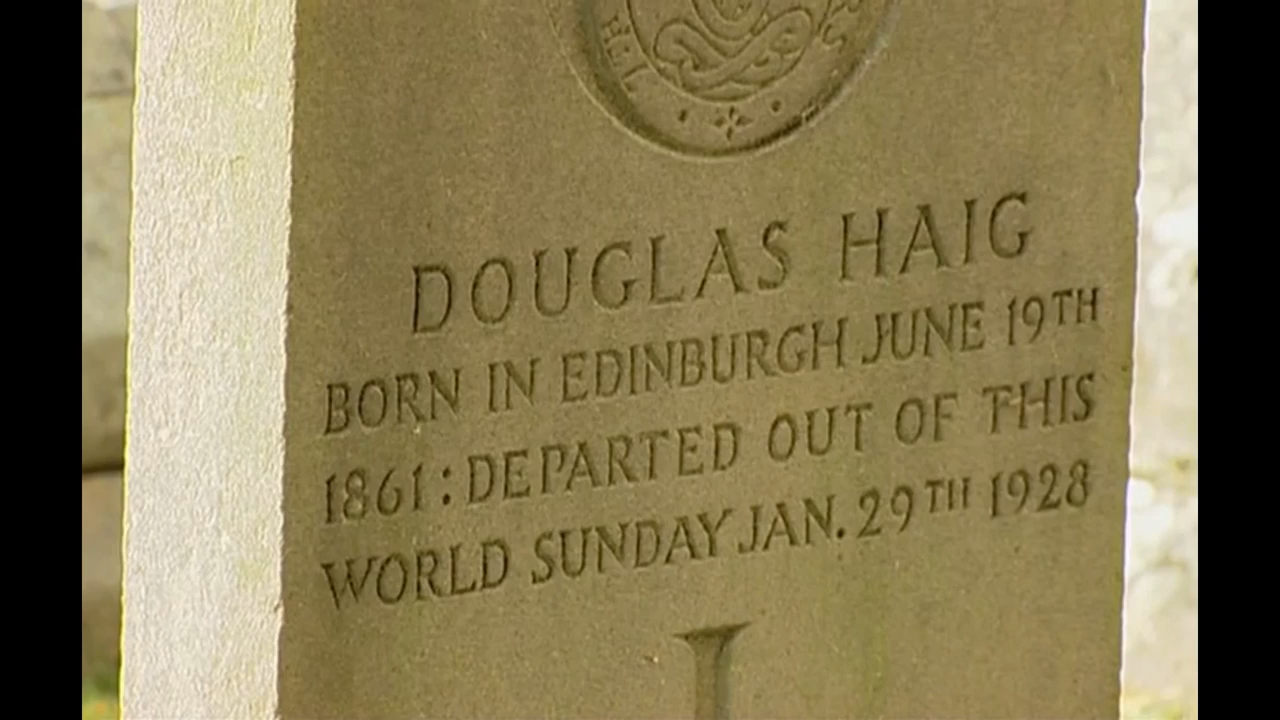 DOUGLAS HAIG
BORN IN EDINBURGH JUNE 19TH
1861: DEPARTED OUT OF THIS
WORLD SUNDAY JAN. 29TH 1928